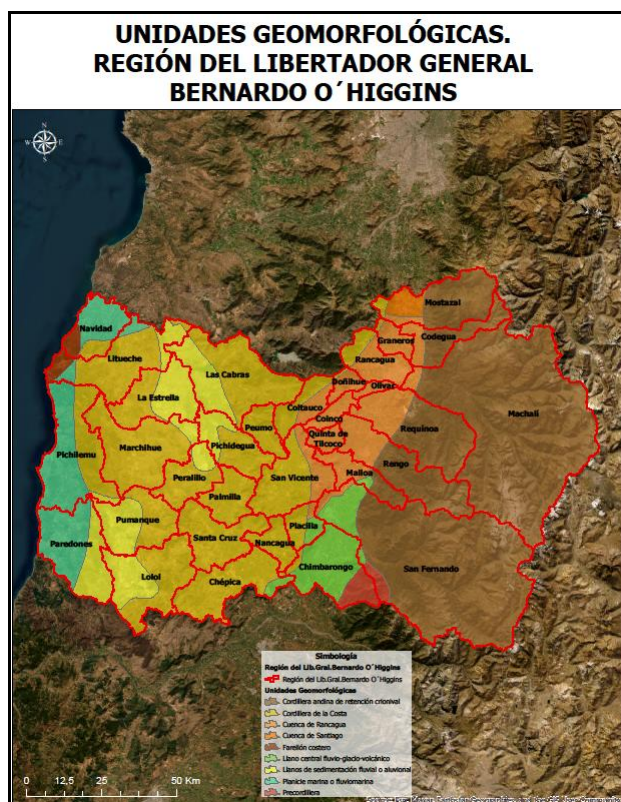 UNIDADES GEOMORFOLÓGICAS.
REGIÓN DEL LIBERTADOR GENERAL
BERNARDO O´HIGGINS
N
W E
S
Mostazal
Navidad
Graneros
Codegua
Litueche
Rancagua
Las Cabras
Doñihue
Olivar
La Estrella
Machalí
Coltauco
Coinco
Peumo
Requinoa
Quinta de
Tilcoco
Marchihue
Pichidegua
Pichilemu
Rengo
Malloa
Peralillo
San Vicente
Palmilla
Pumanque
Placilla
Paredones
Santa Cruz
Nancagua
Chimbarongo
San Fernando
Lolol
Chépica
Simbología
Región del Lib.Gral.Bernardo O´Higgins
Región del Lib.Gral.Bernardo O´Higgins
Unidades Geomorfológicas
Cordillera andina de retención crionival
Cordillera de la Costa
Cuenca de Rancagua
Cuenca de Santiago
Farellón costero
Llano central fluvio-glacio-volcánico
Llanos de sedimentación fluvial o aluvional
Planicie marina o fluviomarina
Precordillera
0 12,5 25 50 Km